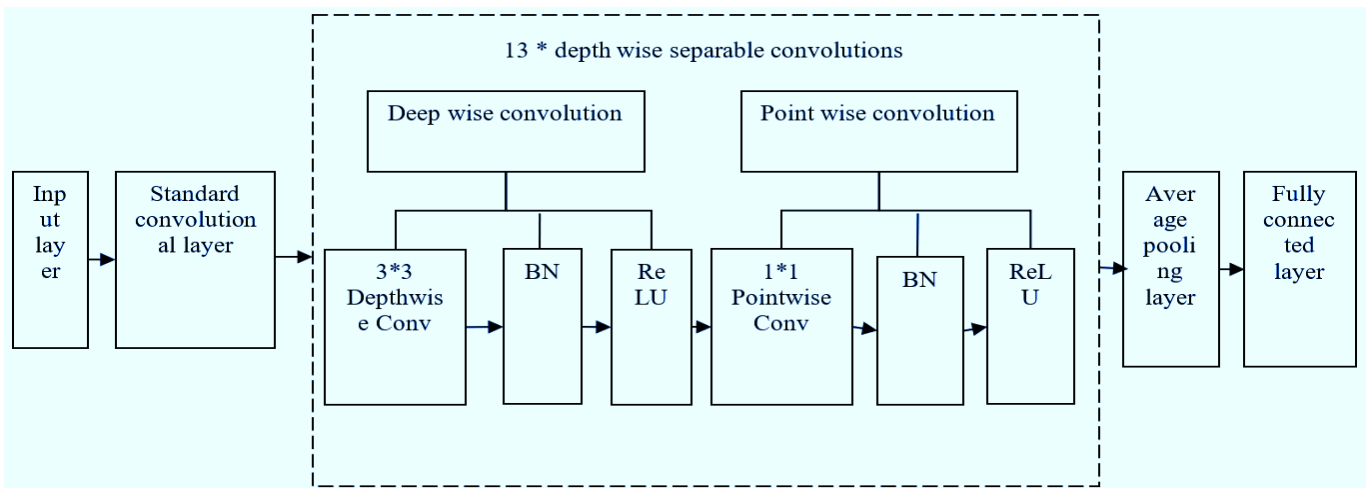 13 * depth wise separable convolutions
Deep wise convolution
Point wise convolution
Inp
ut
lay
er
Standard
convolution
al layer
3*3
Depthwis
e Conv
BN
Re
LU
1*1
Pointwise
Conv
BN
ReL
U
Aver
age
pooli
ng
layer
Fully
connec
ted
layer